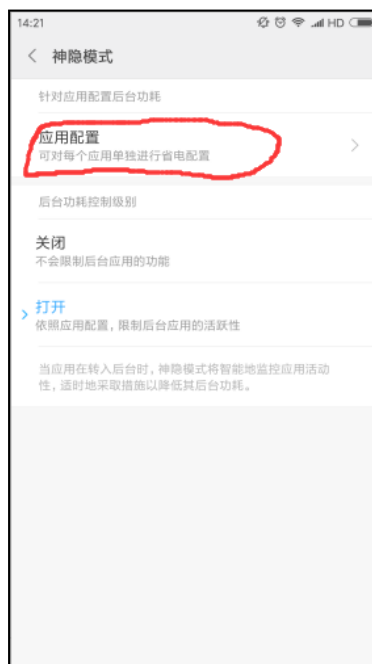 14:21 HD
神隐模式
针对应用配置后台功耗
应用配置
可对每个应用单独进行省电配置
后台功耗控制级别
关闭
不会限制后台应用的功能
打开
依照应用配置，限制后台应用的活跃性
当应用在转入后台时，神隐模式将智能地监控应用活动
性，适时地采取措施以降低其后台功耗。